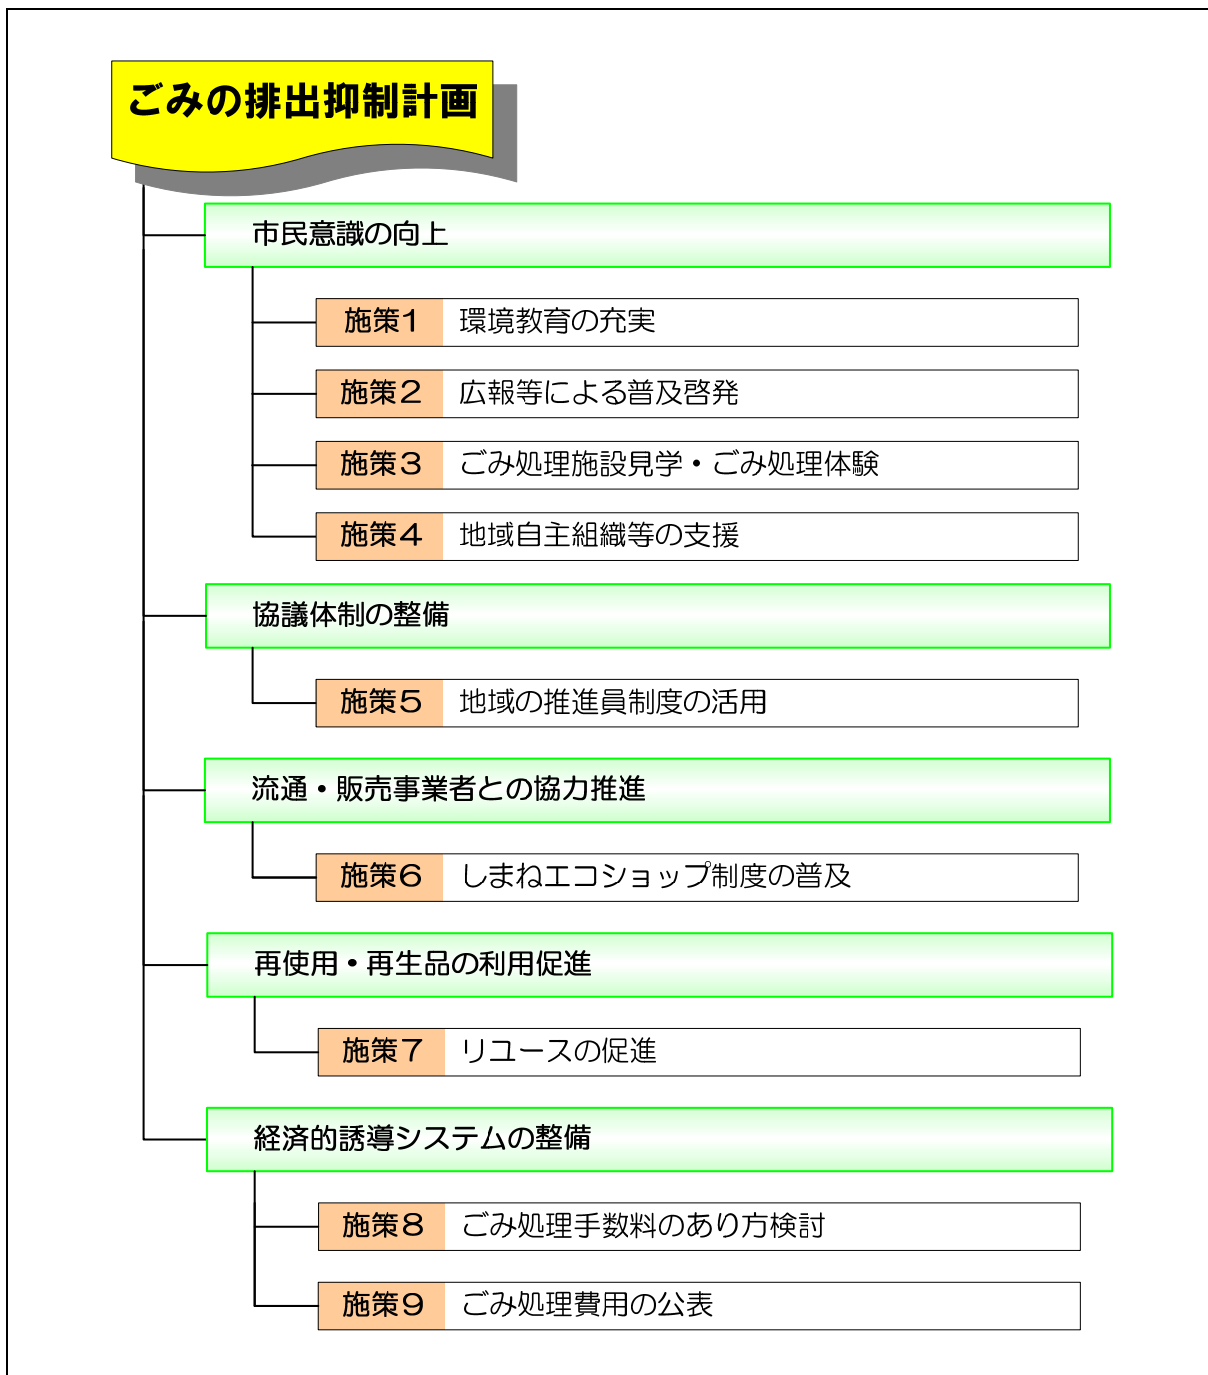 ごみの排出抑制計画
市民意識の向上
施策1 環境教育の充実
施策2 広報等による普及啓発
施策3 ごみ処理施設見学・ごみ処理体験
施策4 地域自主組織等の支援
協議体制の整備
施策5 地域の推進員制度の活用
流通・販売事業者との協力推進
施策6 しまねエコショップ制度の普及
再使用・再生品の利用促進
施策7 リユースの促進
経済的誘導システムの整備
施策8 ごみ処理手数料のあり方検討
施策9 ごみ処理費用の公表